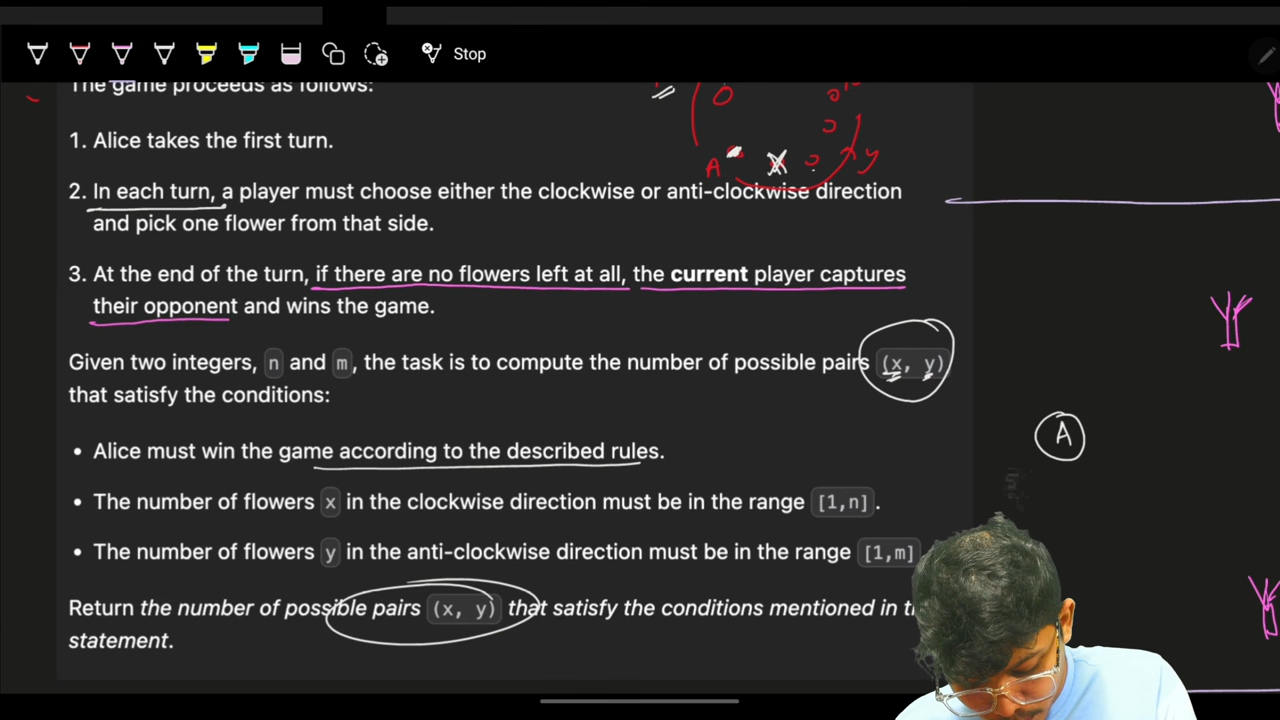 Stop
The game proceeds as follows:
1. Alice takes the first turn.
A X y
2. In each turn, a player must choose either the clockwise or anti-clockwise direction
and pick one flower from that side.
3. At the end of the turn, if there are no flowers left at all, the current player captures
their opponent and wins the game.
Given two integers, n and m, the task is to compute the number of possible pairs (x, y)
that satisfy the conditions:
A
• Alice must win the game according to the described rules.
• The number of flowers x in the clockwise direction must be in the range [1,n].
• The number of flowers y in the anti-clockwise direction must be in the range [1,m]
Return the number of possible pairs (x, y) that satisfy the conditions mentioned in
statement.